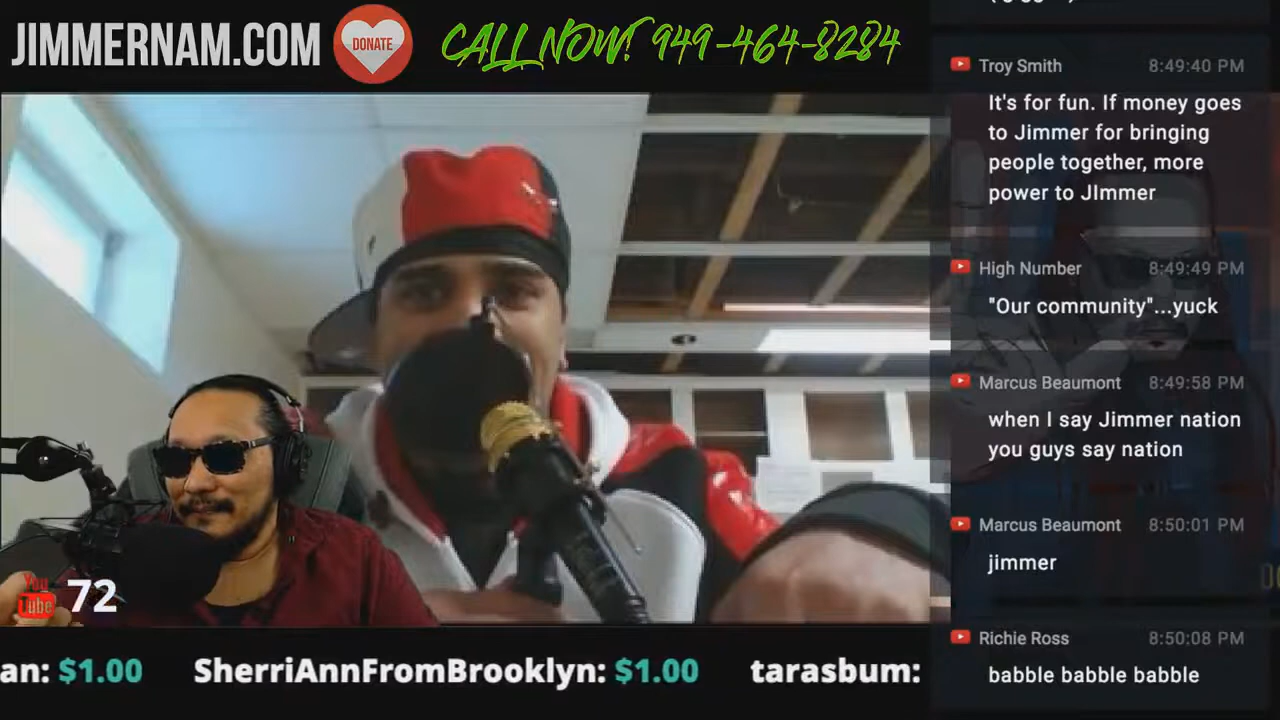 JIMMERNAM.COM
DONATE
CALL NOW! 949-464-8284
Troy Smith 8:49:40 PM
It's for fun. If money goes
to Jimmer for bringing
people together, more
power to JImmer
High Number 8:49:49 PM
"Our community"...yuck
Marcus Beaumont 8:49:58 PM
when I say Jimmer nation
you guys say nation
Marcus Beaumont 8:50:01 PM
jimmer
Richie Ross 8:50:08 PM
babble babble babble
You
Tube
72
an: $1.00 SherriAnnFromBrooklyn: $1.00 tarasbum: